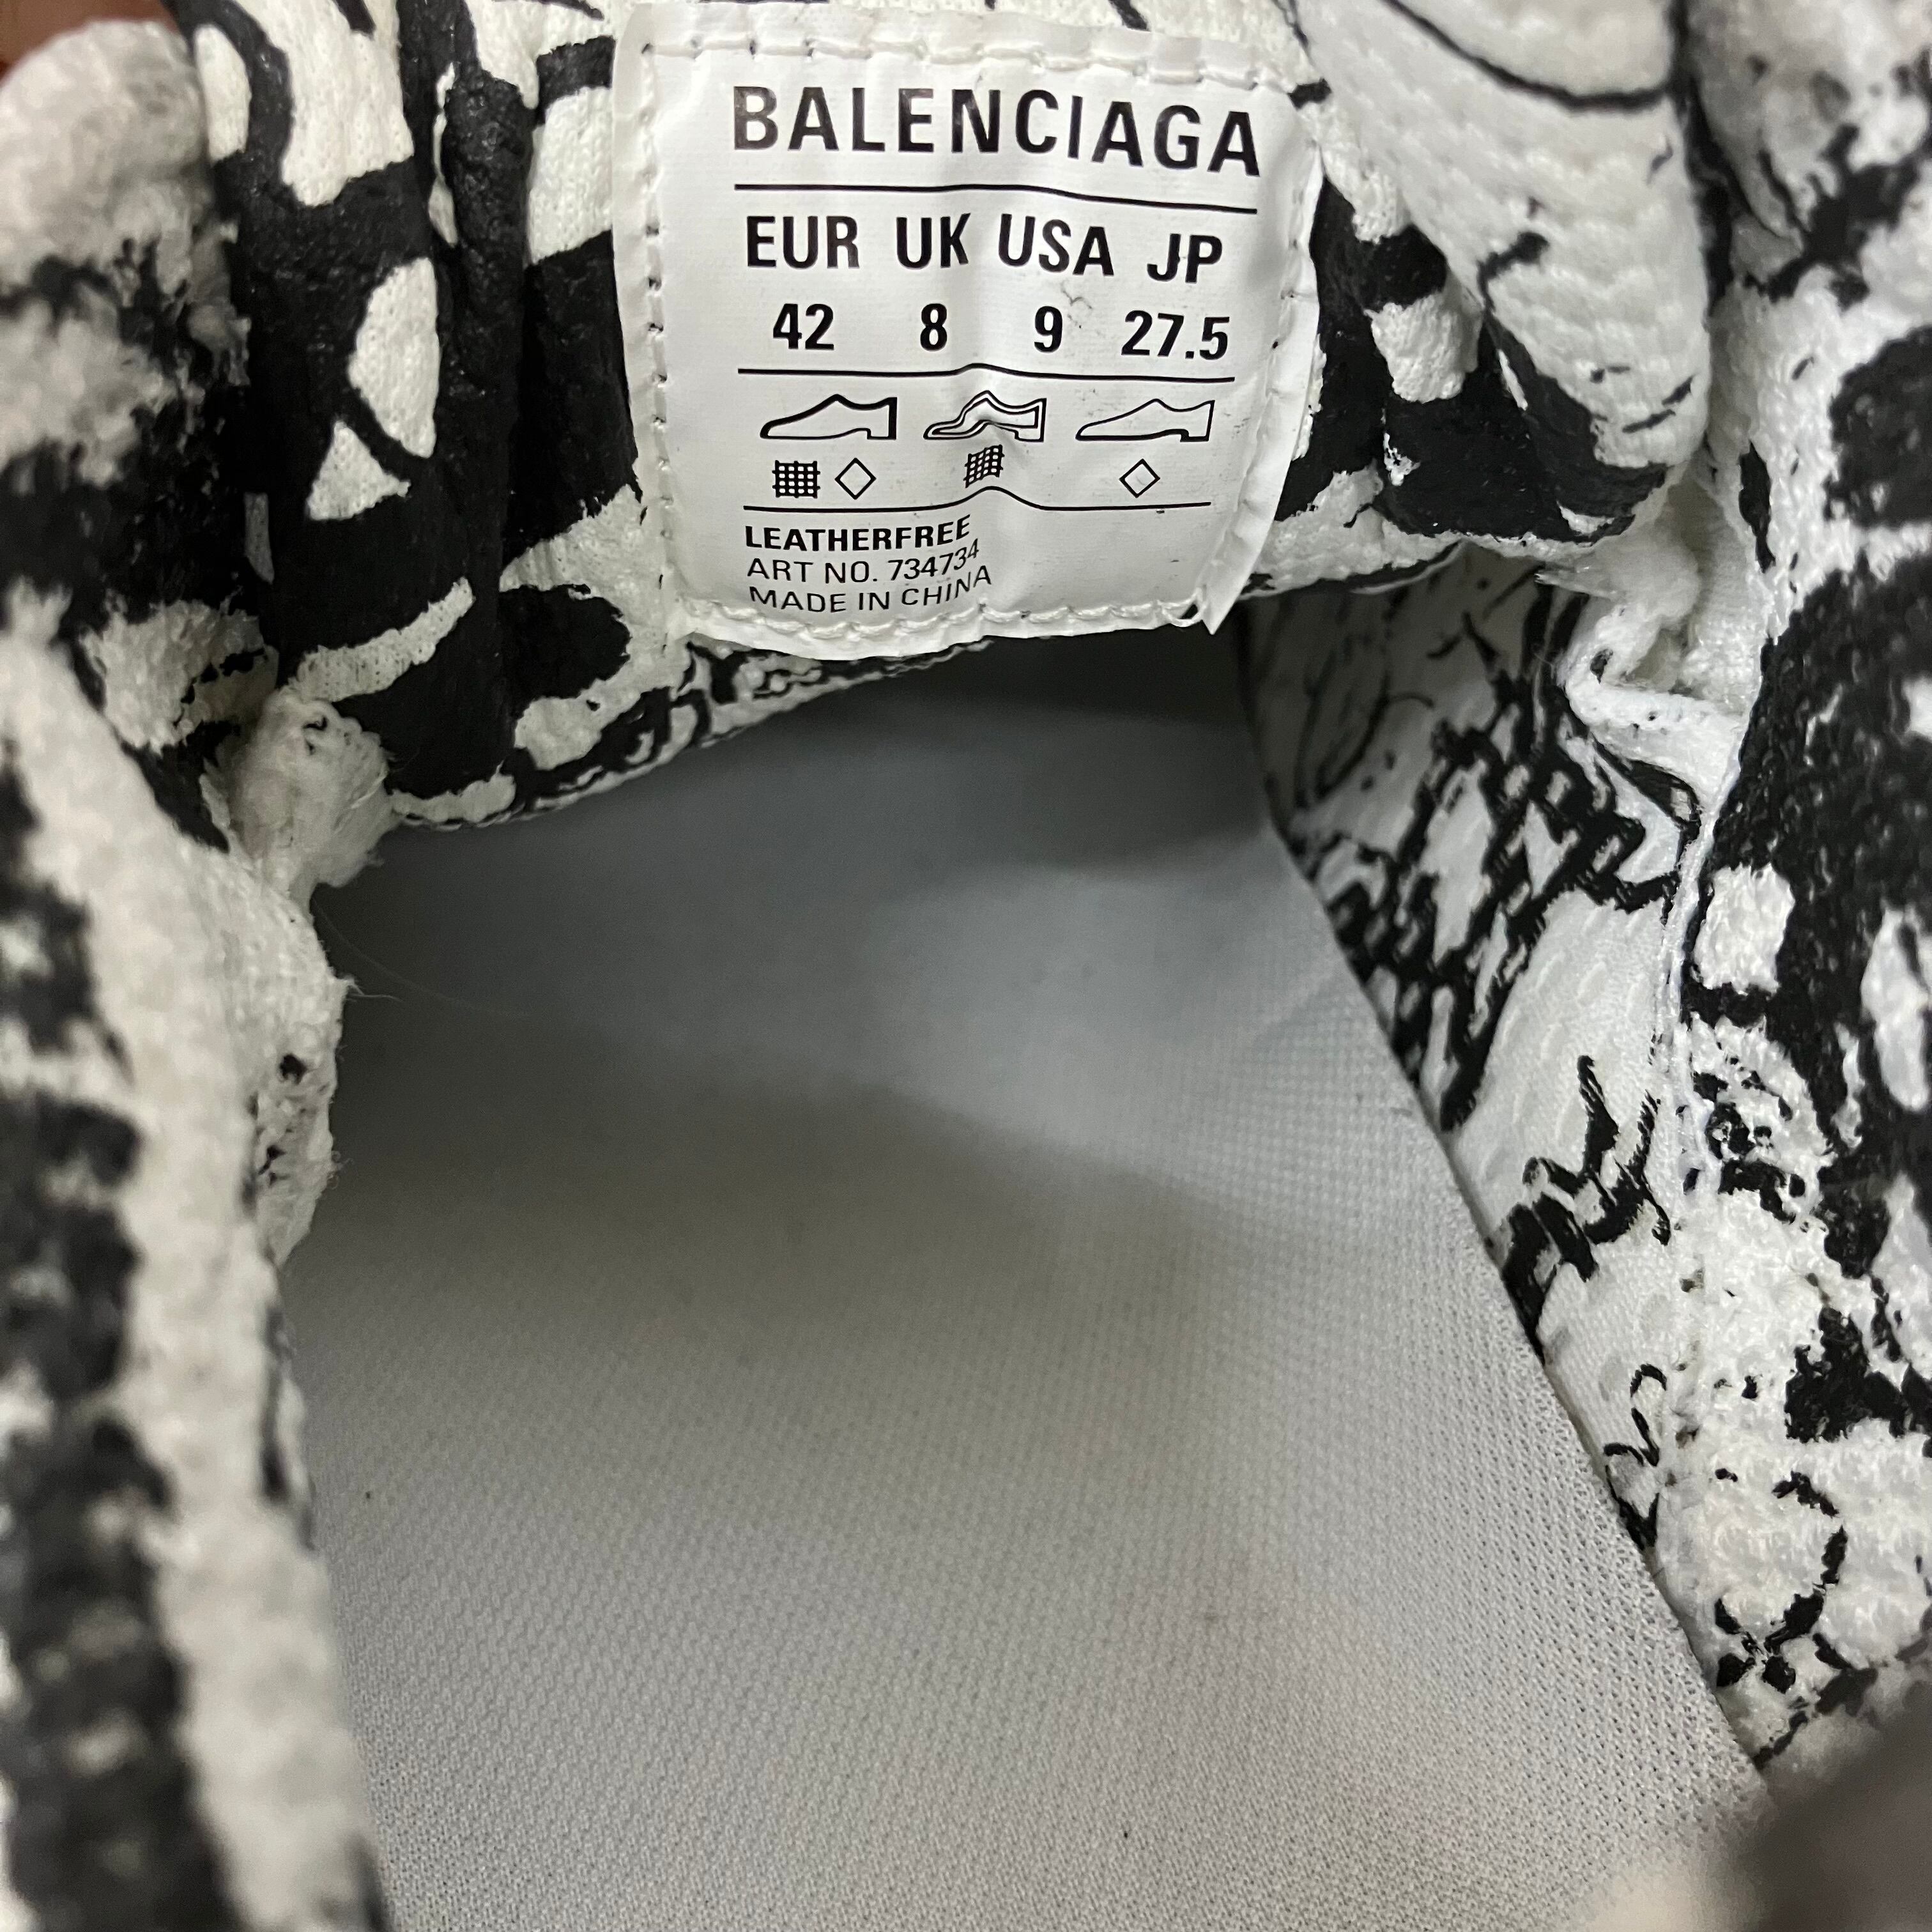 BALENCIAGA
EUR UK USA JP
42 8 9 27.5
LEATHERFREE
ART NO. 734734
MADE IN CHINA